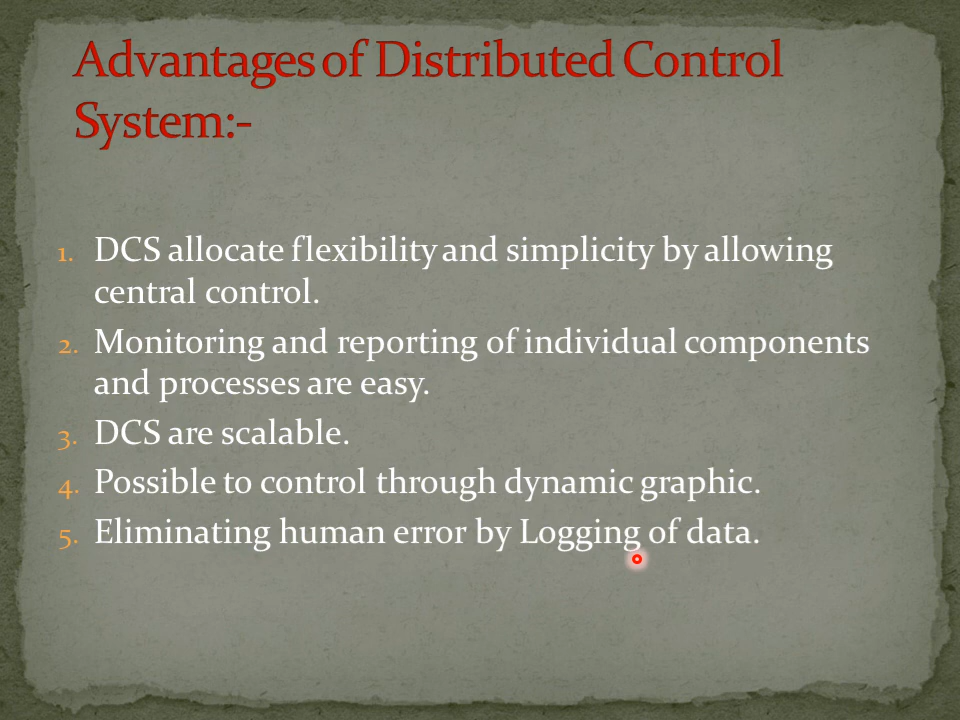 Advantages of Distributed Control
System:-
1. DCS allocate flexibility and simplicity by allowing
central control.
2. Monitoring and reporting of individual components
and processes are easy.
3. DCS are scalable.
4. Possible to control through dynamic graphic.
5. Eliminating human error by Logging of data.